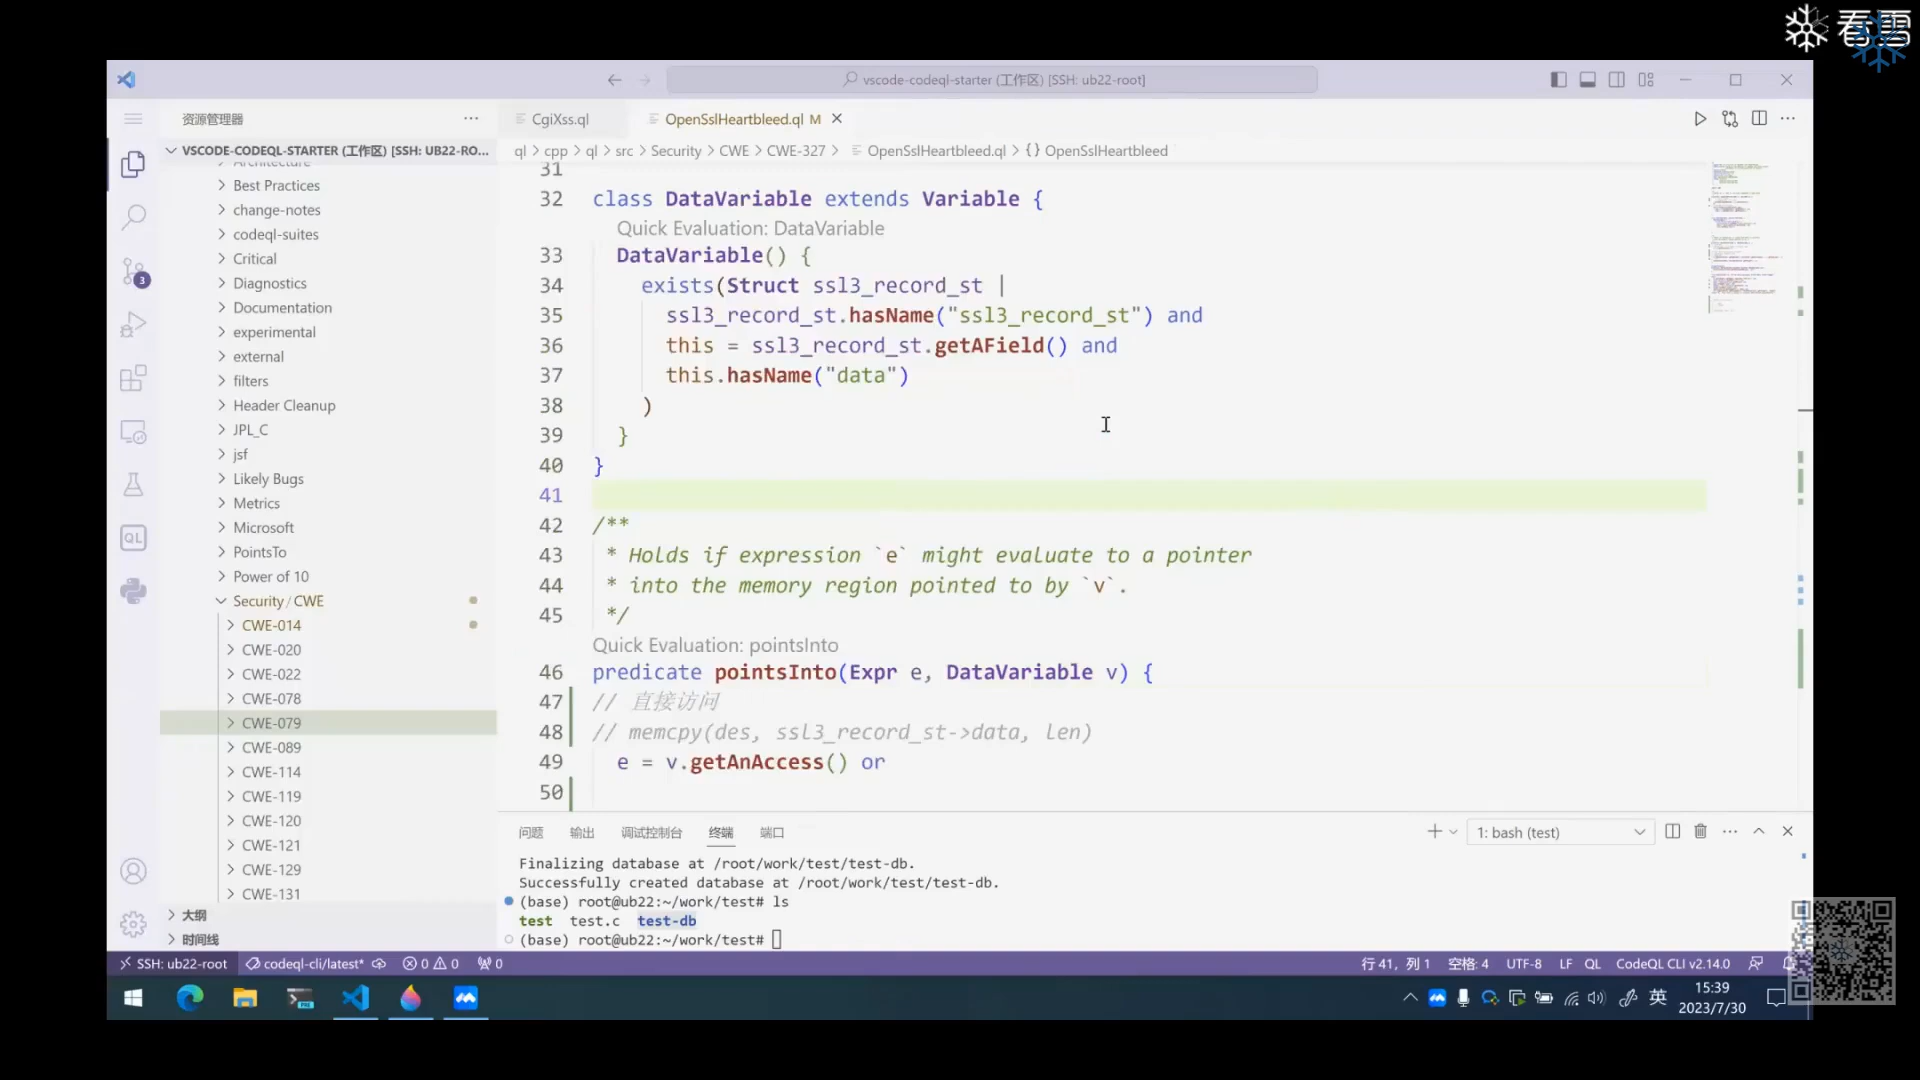 看雪
vscode-codeql-starter (工作区) [SSH: ub22-root]
资源管理器
CgiXss.ql
OpenSslHeartbleed.ql M
VSCODE-CODEQL-STARTER (工作区) [SSH: UB22-RO...
ql > cpp > ql > src > Security > CWE > CWE-327 > OpenSslHeartbleed.ql > {} OpenSslHeartbleed
Architecture
Best Practices
change-notes
codeql-suites
Critical
Diagnostics
Documentation
experimental
external
filters
Header Cleanup
JPL_C
jsf
Likely Bugs
Metrics
Microsoft
PointsTo
Power of 10
Security / CWE
CWE-014
CWE-020
CWE-022
CWE-078
CWE-079
CWE-089
CWE-114
CWE-119
CWE-120
CWE-121
CWE-129
CWE-131
大纲
时间线
3
QL
31
32 class DataVariable extends Variable {
Quick Evaluation: DataVariable
33 DataVariable() {
34 exists(Struct ssl3_record_st |
35 ssl3_record_st.hasName("ssl3_record_st") and
36 this = ssl3_record_st.getAField() and
37 this.hasName("data")
38 )
39 }
40 }
41
42 /**
43 * Holds if expression `e` might evaluate to a pointer
44 * into the memory region pointed to by `v`.
45 */
Quick Evaluation: pointsInto
46 predicate pointsInto(Expr e, DataVariable v) {
47 // 直接访问
48 // memcpy(des, ssl3_record_st->data, len)
49 e = v.getAnAccess() or
50
问题 输出 调试控制台 终端 端口
1: bash (test)
Finalizing database at /root/work/test/test-db.
Successfully created database at /root/work/test/test-db.
(base) root@ub22:~/work/test# ls
test test.c test-db
(base) root@ub22:~/work/test#
SSH: ub22-root codeql-cli/latest* 0 0 0
行 41，列 1 空格: 4 UTF-8 LF QL CodeQL CLI v2.14.0
英
15:39
2023/7/30